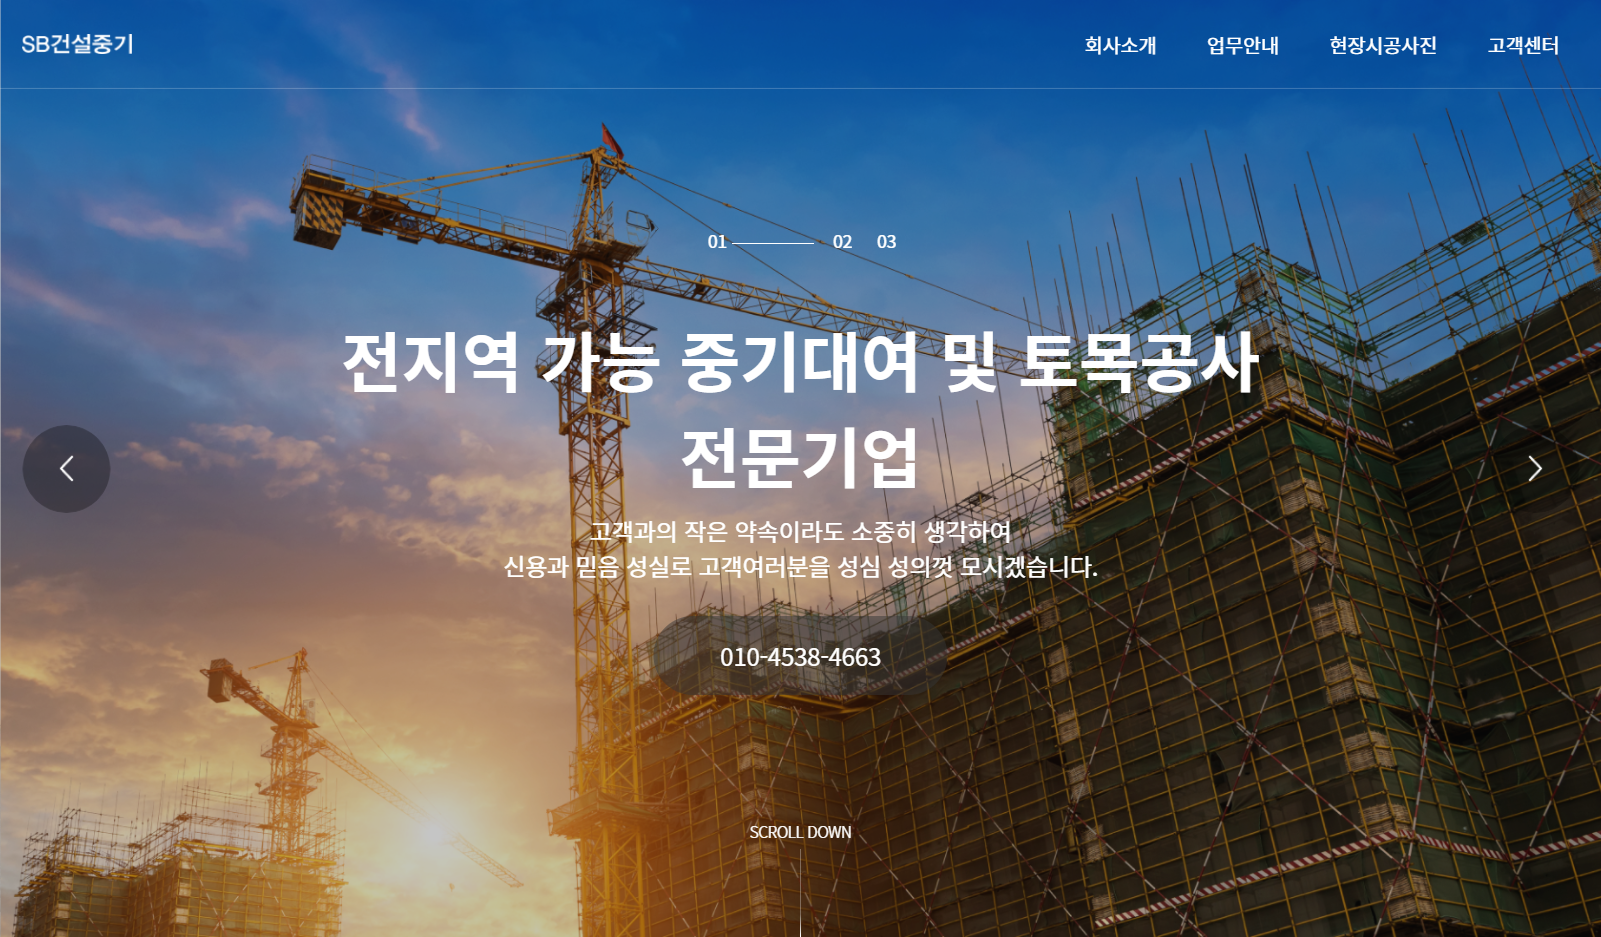 SB건설중기
회사소개 업무안내 현장시공사진 고객센터
01 02 03
전지역 가능 중기대여 및 토목공사
전문기업
고객과의 작은 약속이라도 소중히 생각하여
신용과 믿음 성실로 고객여러분을 성심 성의껏 모시겠습니다.
010-4538-4663
SCROLL DOWN